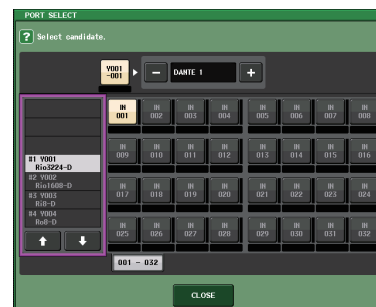 PORT SELECT
? Select candidate.
Y001 -001 DANTE 1
IN 001 IN 002 IN 003 IN 004 IN 005 IN 006 IN 007 IN 008
IN 009 IN 010 IN 011 IN 012 IN 013 IN 014 IN 015 IN 016
#1 Y001
Rio3224-D
#2 Y002
Rio1608-D
#3 Y003
Ri8-D
#4 Y004
Ro8-D
IN 017 IN 018 IN 019 IN 020 IN 021 IN 022 IN 023 IN 024
IN 025 IN 026 IN 027 IN 028 IN 029 IN 030 IN 031 IN 032
001 - 032
CLOSE